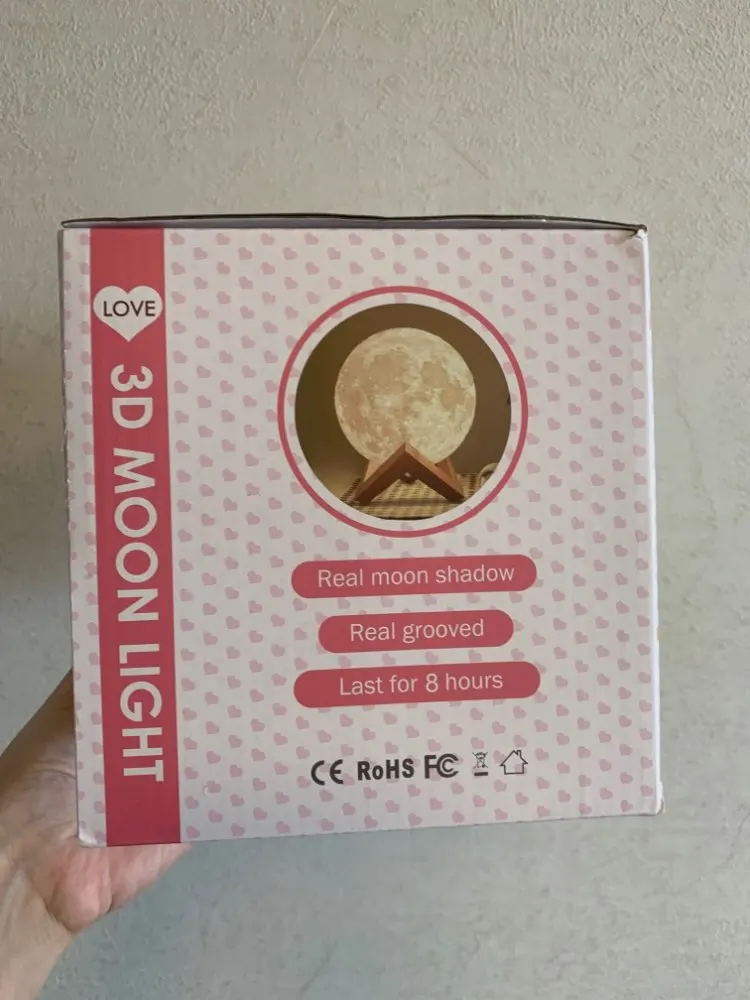 LOVE
3D MOON LIGHT
Real moon shadow
Real grooved
Last for 8 hours
CE RoHS FC